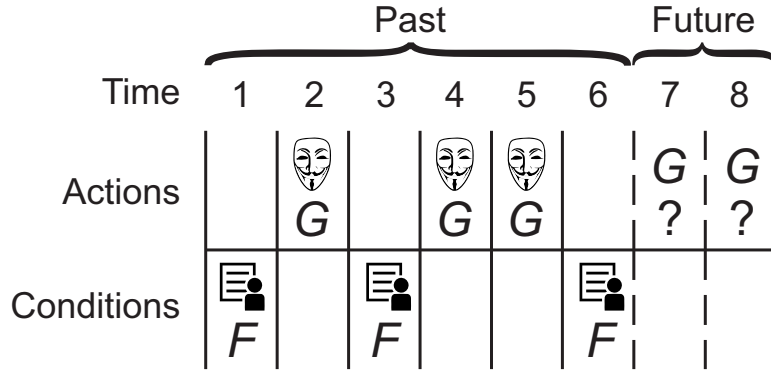 Past Future
Time 1 2 3 4 5 6 7 8
Actions G G G G G
? ?
Conditions F F F